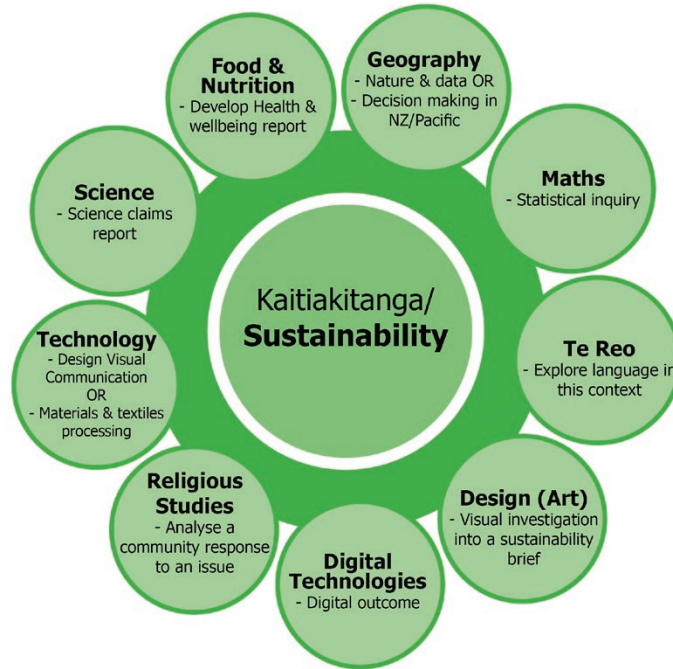 Kaitiakitanga/
Sustainability
Food &
Nutrition
- Develop Health &
wellbeing report
Geography
- Nature & data OR
- Decision making in
NZ/Pacific
Maths
- Statistical inquiry
Te Reo
- Explore language in
this context
Design (Art)
- Visual investigation
into a sustainability
brief
Digital
Technologies
- Digital outcome
Religious
Studies
- Analyse a
community response
to an issue
Technology
- Design Visual
Communication
OR
- Materials & textiles
processing
Science
- Science claims
report